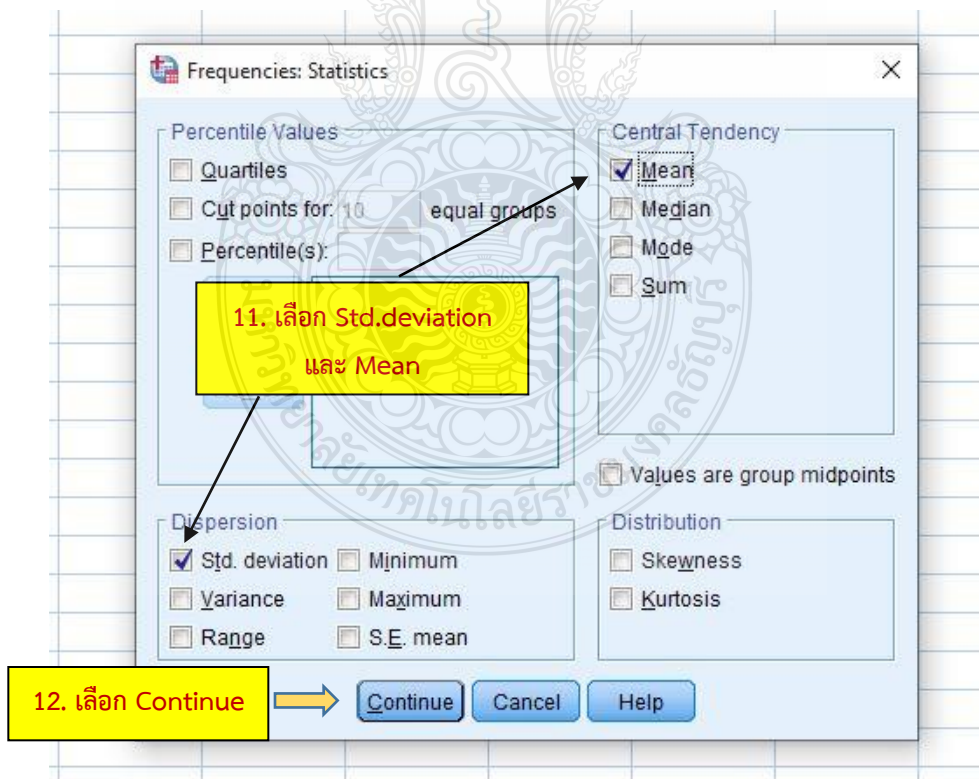 Frequencies: Statistics
Percentile Values
Quartiles
Cut points for: 10 equal groups
Percentile(s):
Central Tendency
Mean
Median
Mode
Sum
11. เลือก Std.deviation
และ Mean
Values are group midpoints
Dispersion
Std. deviation Minimum
Variance Maximum
Range S.E. mean
Distribution
Skewness
Kurtosis
12. เลือก Continue
Continue Cancel Help